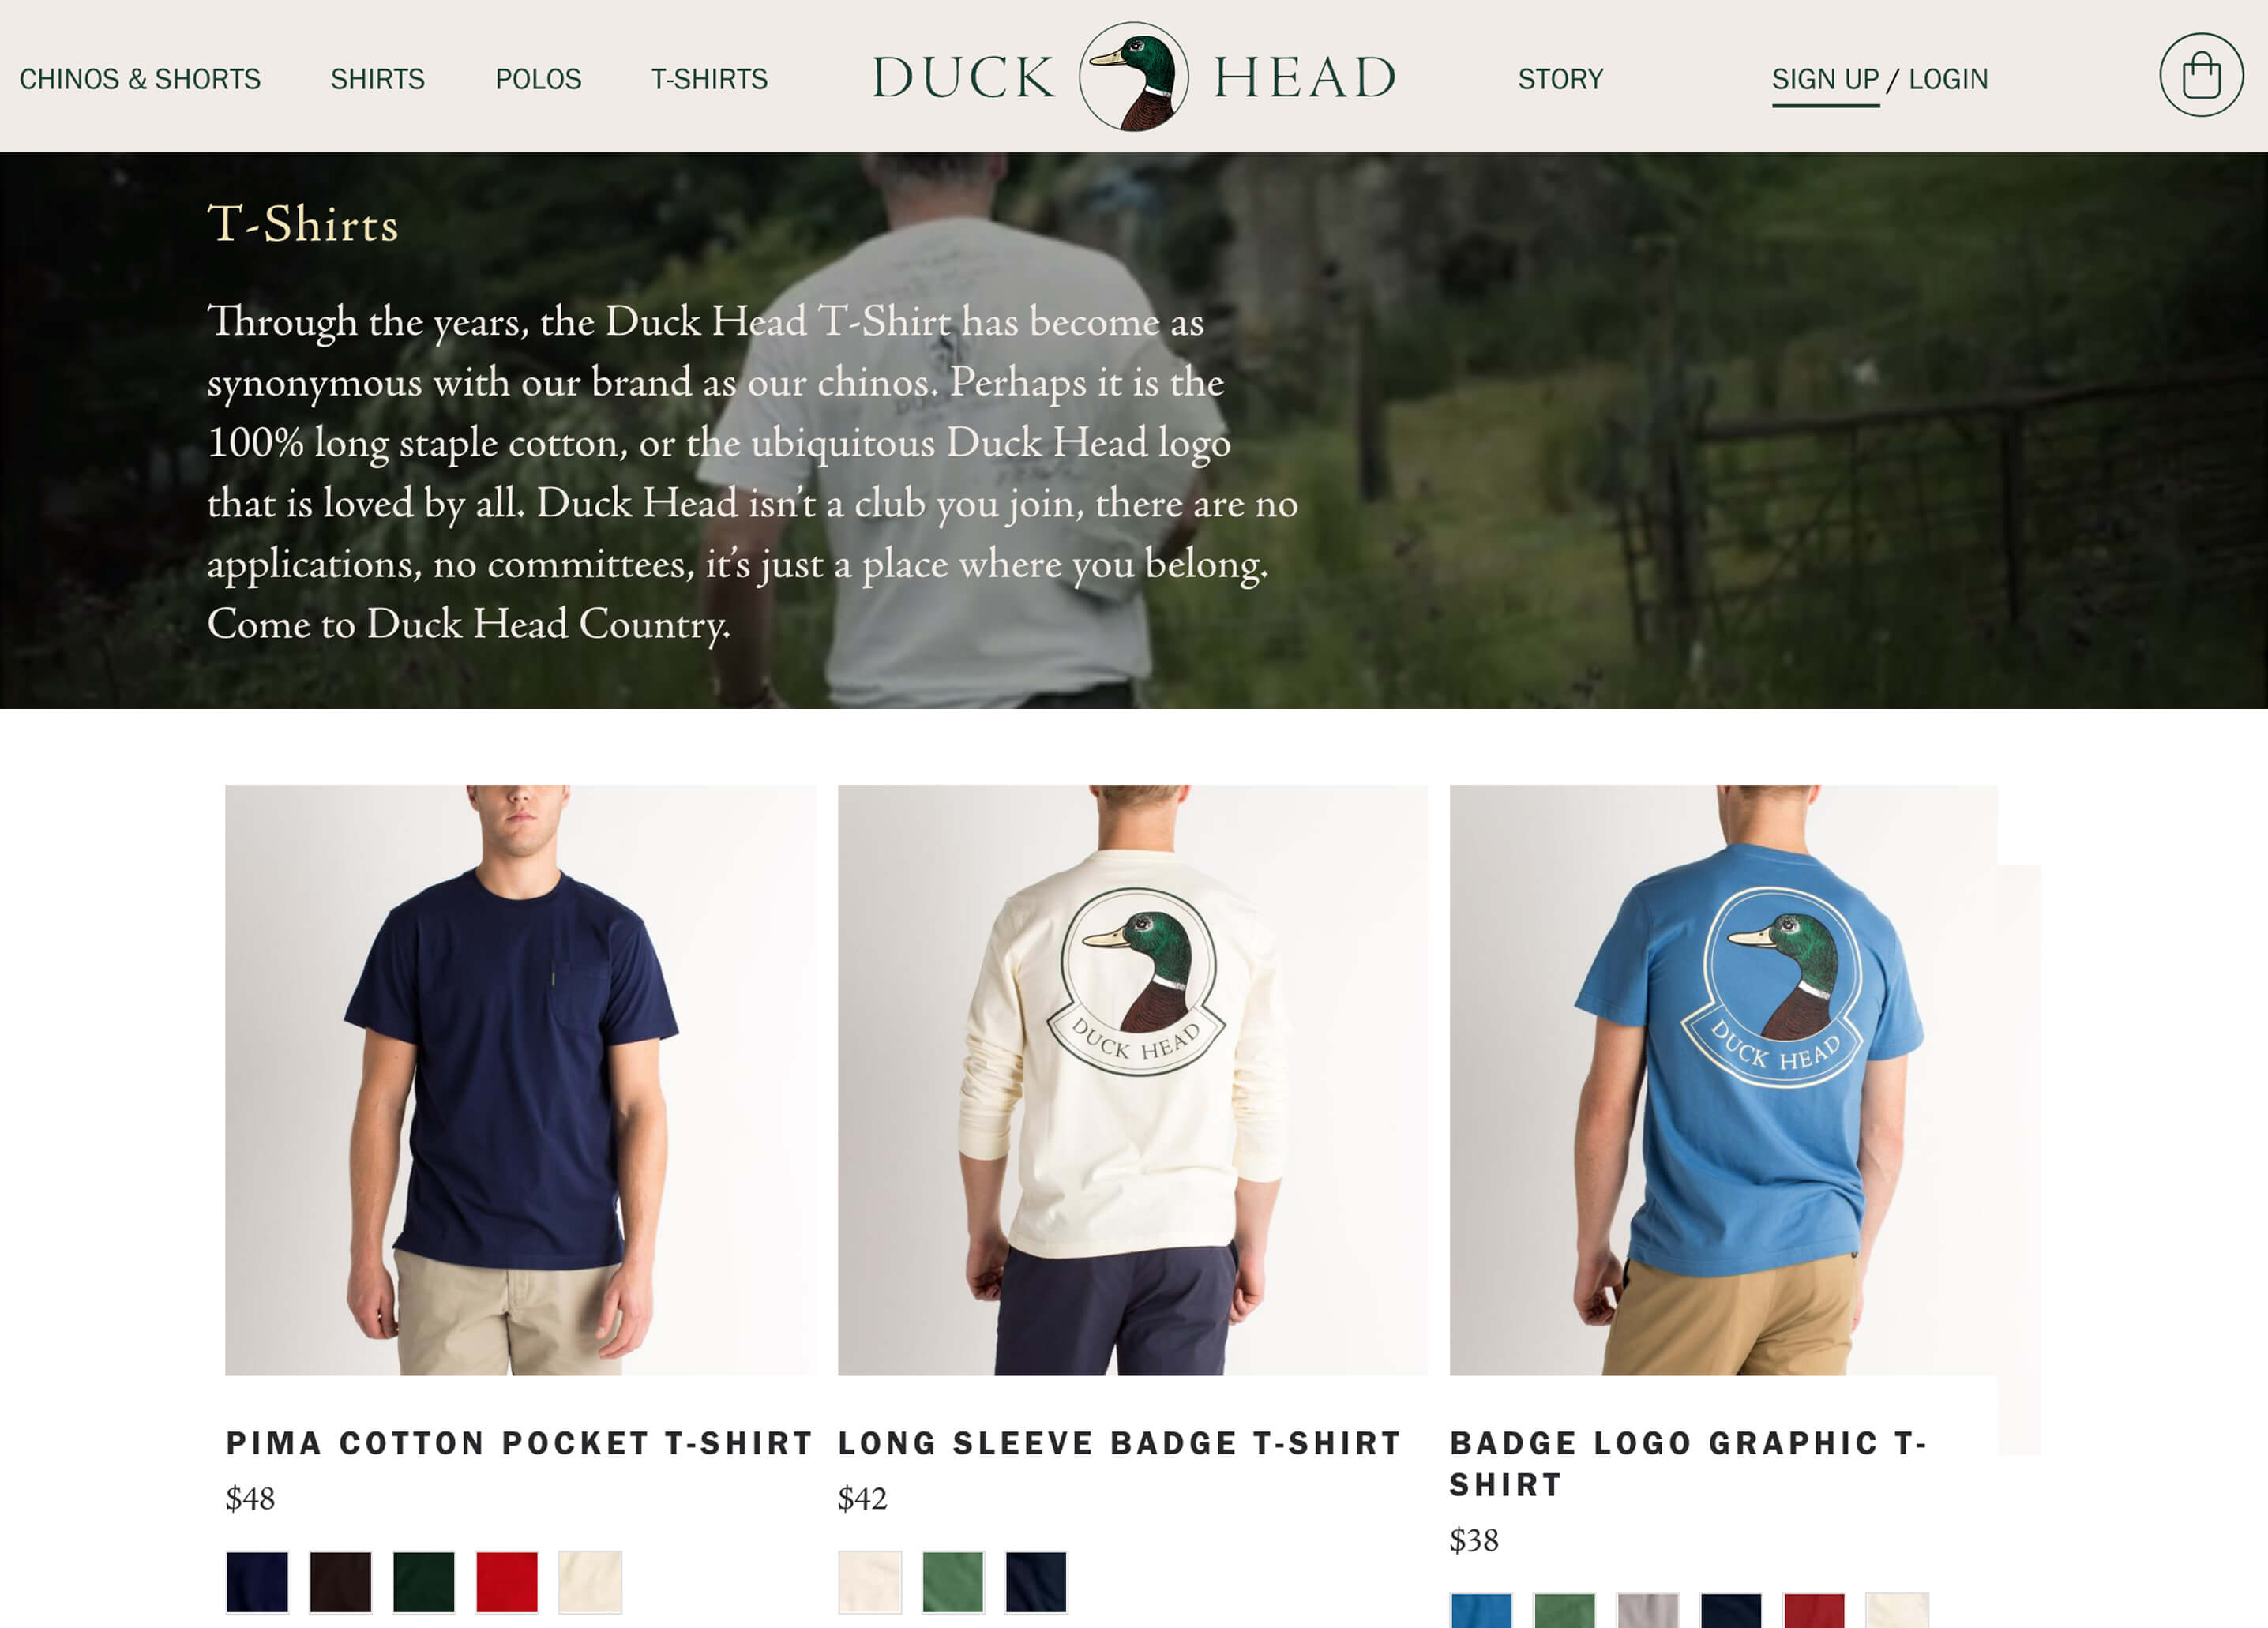 CHINOS & SHORTS
SHIRTS
POLOS
T-SHIRTS
DUCK HEAD
STORY
SIGN UP / LOGIN
T-Shirts
Through the years, the Duck Head T-Shirt has become as
synonymous with our brand as our chinos. Perhaps it is the
100% long staple cotton, or the ubiquitous Duck Head logo
that is loved by all. Duck Head isn't a club you join, there are no
applications, no committees, it's just a place where you belong.
Come to Duck Head Country.
DUCK HEAD
DUCK HEAD
PIMA COTTON POCKET T-SHIRT
$48
LONG SLEEVE BADGE T-SHIRT
$42
BADGE LOGO GRAPHIC T-
SHIRT
$38